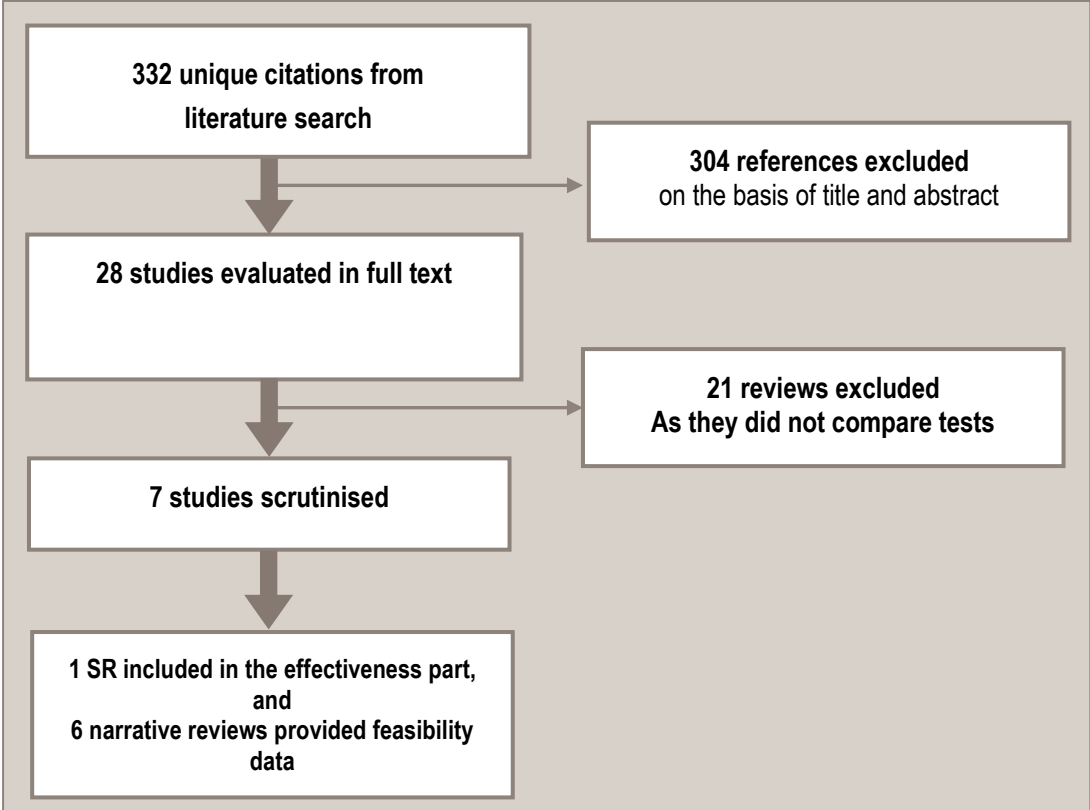 332 unique citations from
literature search
304 references excluded
on the basis of title and abstract
28 studies evaluated in full text
21 reviews excluded
As they did not compare tests
7 studies scrutinised
1 SR included in the effectiveness part,
and
6 narrative reviews provided feasibility
data